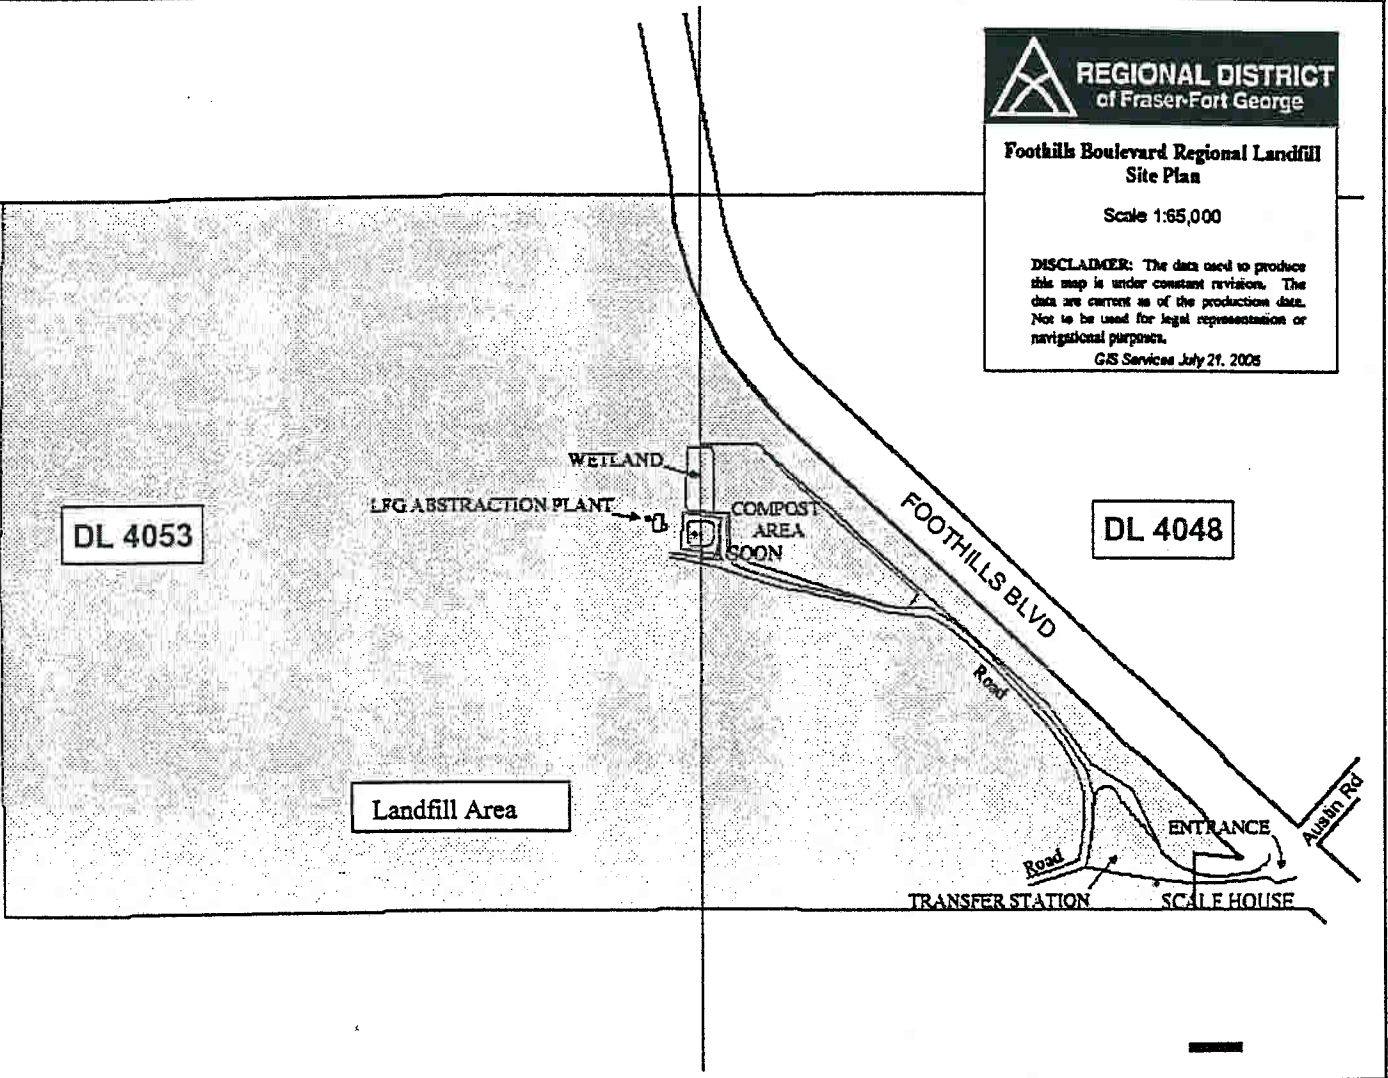 REGIONAL DISTRICT
of Fraser-Fort George
Foothills Boulevard Regional Landfill
Site Plan
Scale 1:65,000
DISCLAIMER: The data used to produce
this map is under constant revision. The
data are current as of the production date.
Not to be used for legal representation or
navigational purposes.
GIS Services July 21, 2005
WETLAND
LFG ABSTRACTION PLANT
COMPOST
AREA
DL 4053
DL 4048
FOOTHILLS BLVD
Road
Landfill Area
Austin Rd
ENTRANCE
Road
TRANSFER STATION
SCALE HOUSE